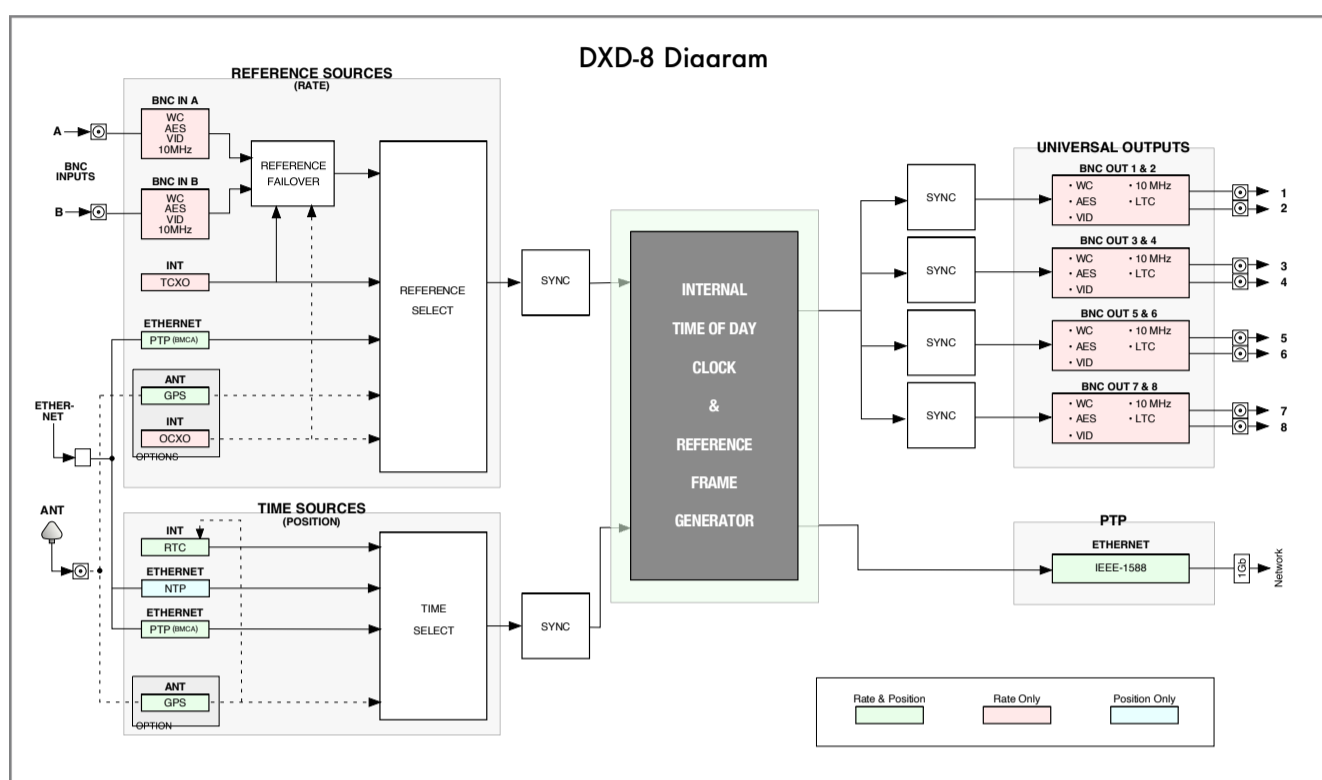 DXD-8 Diagram
REFERENCE SOURCES
(RATE)
BNC IN A
WC
AES
VID
10MHz
A
BNC
INPUTS
B
BNC IN B
WC
AES
VID
10MHz
REFERENCE
FAILOVER
INT
TCXO
ETHERNET
PTP (BMCA)
ANT
GPS
INT
OCXO
OPTIONS
REFERENCE
SELECT
SYNC
ETHER-
NET
ANT
TIME SOURCES
(POSITION)
INT
RTC
ETHERNET
NTP
ETHERNET
PTP (BMCA)
ANT
GPS
OPTION
TIME
SELECT
SYNC
INTERNAL
TIME OF DAY
CLOCK
&
REFERENCE
FRAME
GENERATOR
SYNC
SYNC
SYNC
SYNC
UNIVERSAL OUTPUTS
BNC OUT 1 & 2
• WC • 10 MHz
• AES • LTC
• VID
1
2
BNC OUT 3 & 4
• WC • 10 MHz
• AES • LTC
• VID
3
4
BNC OUT 5 & 6
• WC • 10 MHz
• AES • LTC
• VID
5
6
BNC OUT 7 & 8
• WC • 10 MHz
• AES • LTC
• VID
7
8
PTP
ETHERNET
IEEE-1588
1Gb
Network
Rate & Position
Rate Only
Position Only